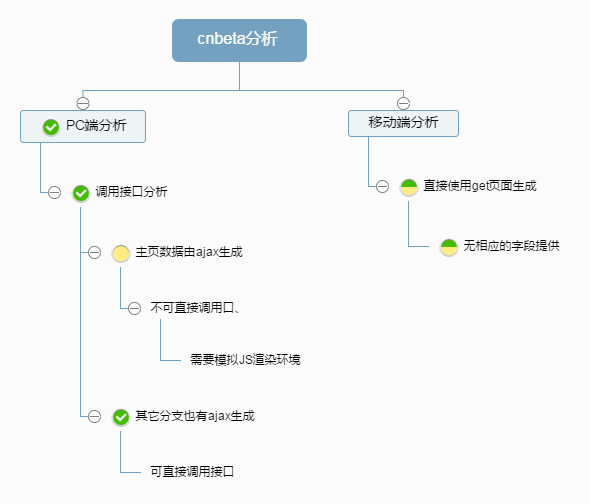 cnbeta分析
PC端分析
移动端分析
调用接口分析
直接使用get页面生成
主页数据由ajax生成
无相应的字段提供
不可直接调用口、
需要模拟JS渲染环境
其它分支也有ajax生成
可直接调用接口